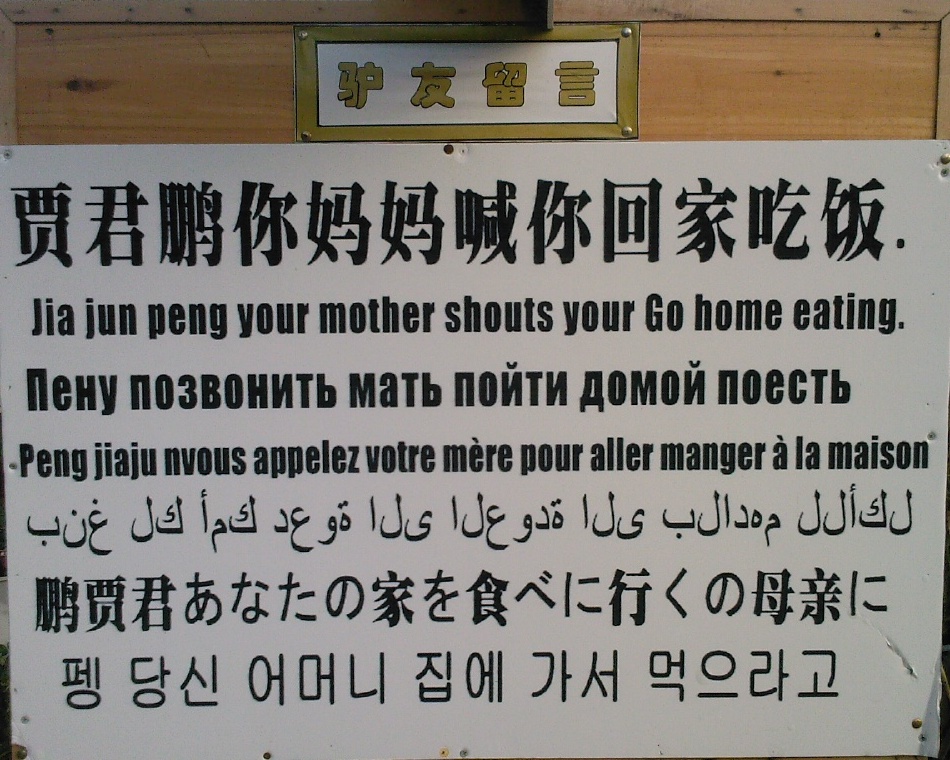 驴友留言
贾君鹏你妈妈喊你回家吃饭.
Jia jun peng your mother shouts your Go home eating.
Пену позвонить мать пойти домой поесть
Peng jiaju nvous appelez votre mère pour aller manger à la maison
بنغ لك أمك دعوة الى العودة الى بلادهم للأكل
鹏贾君あなたの家を食べに行くの母亲に
펭 당신 어머니 집에 가서 먹으라고